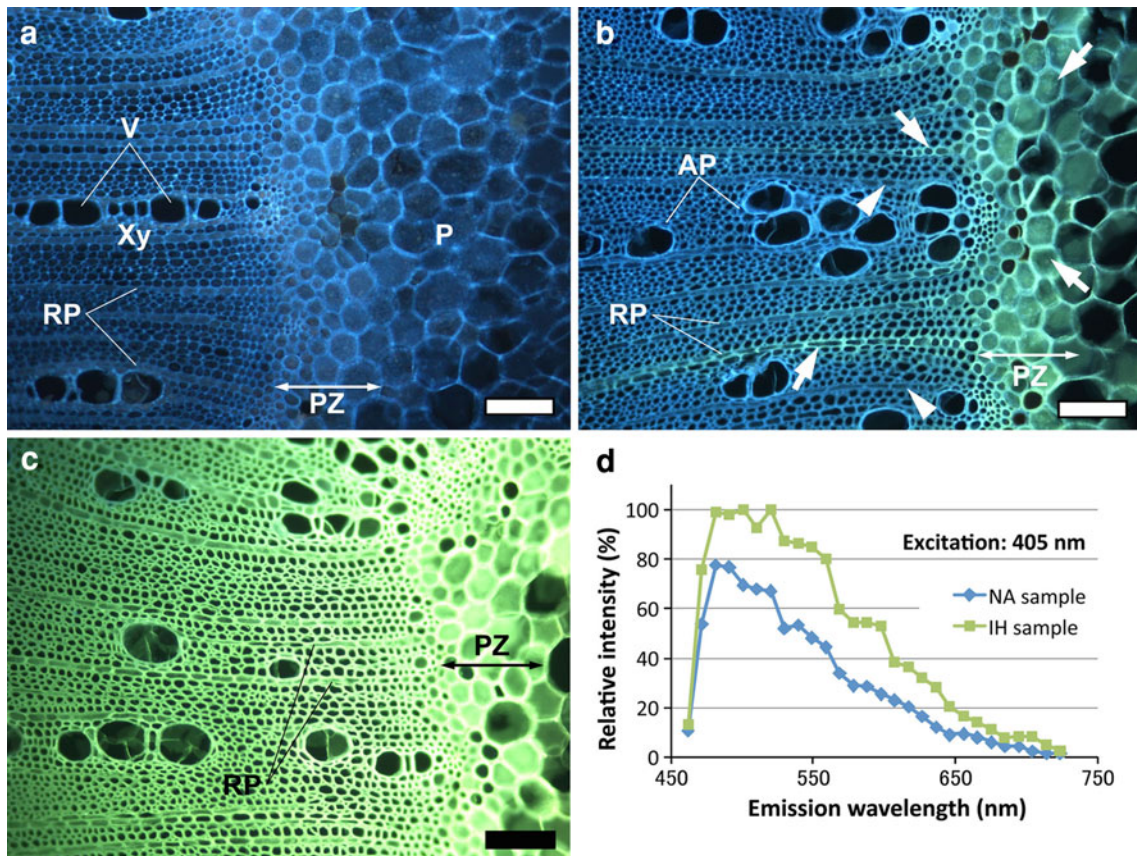 a
V
Xy
P
RP
PZ
b
AP
RP
PZ
c
PZ
RP
d
Relative intensity (%)
100
80
60
40
20
0
Excitation: 405 nm
NA sample
IH sample
450 550 650 750
Emission wavelength (nm)